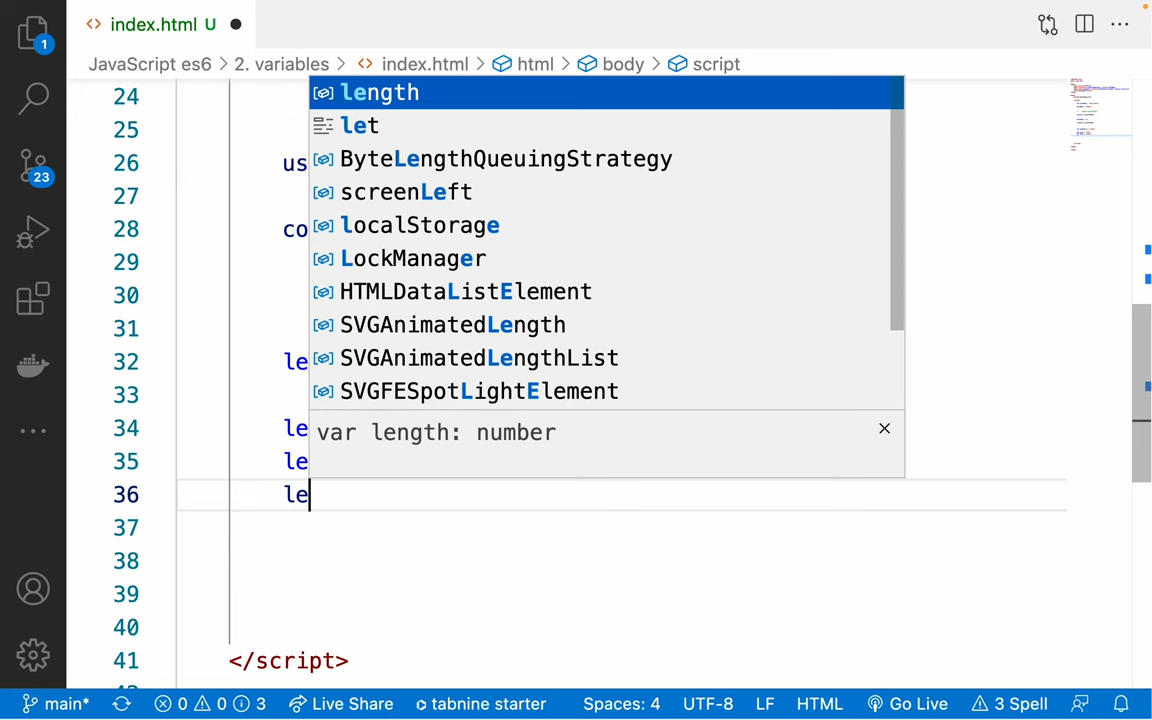 index.html U
1
JavaScript es6 > 2. variables > index.html > html > body > script
24
25
26 us
27
28 co
29
30
31
32 le
33
34 le
35 le
36 le
37
38
39
40
41 </script>
length
let
ByteLengthQueuingStrategy
screenLeft
localStorage
LockManager
HTMLDataListElement
SVGAnimatedLength
SVGAnimatedLengthList
SVGFESpotLightElement
var length: number
23
main* 0 0 3 Live Share tabnine starter Spaces: 4 UTF-8 LF HTML Go Live 3 Spell